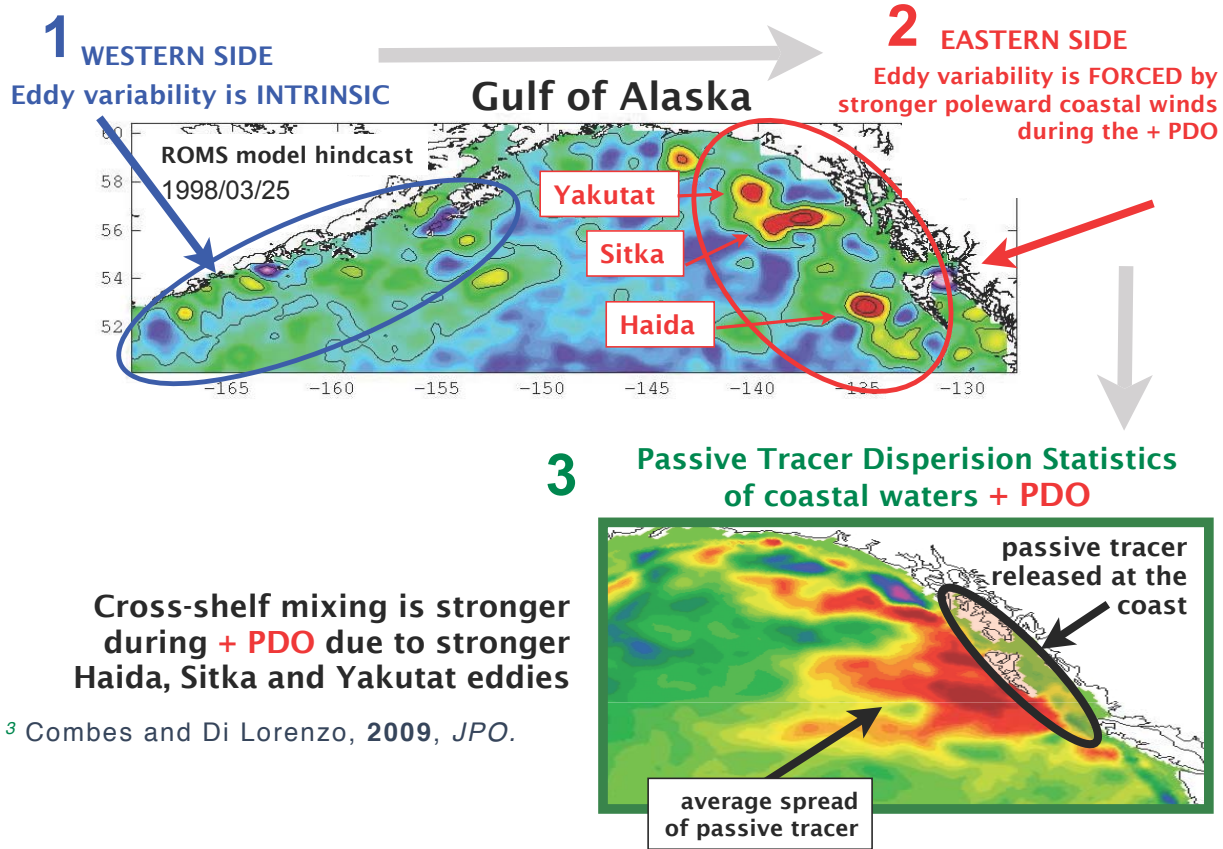 1 WESTERN SIDE
Eddy variability is INTRINSIC
2 EASTERN SIDE
Eddy variability is FORCED by
stronger poleward coastal winds
during the + PDO
Gulf of Alaska
ROMS model hindcast
1998/03/25
60
58
56
54
52
Yakutat
Sitka
Haida
-165 -160 -155 -150 -145 -140 -135 -130
3 Passive Tracer Disperision Statistics
of coastal waters + PDO
passive tracer
released at the
coast
Cross-shelf mixing is stronger
during + PDO due to stronger
Haida, Sitka and Yakutat eddies
3 Combes and Di Lorenzo, 2009, JPO.
average spread
of passive tracer